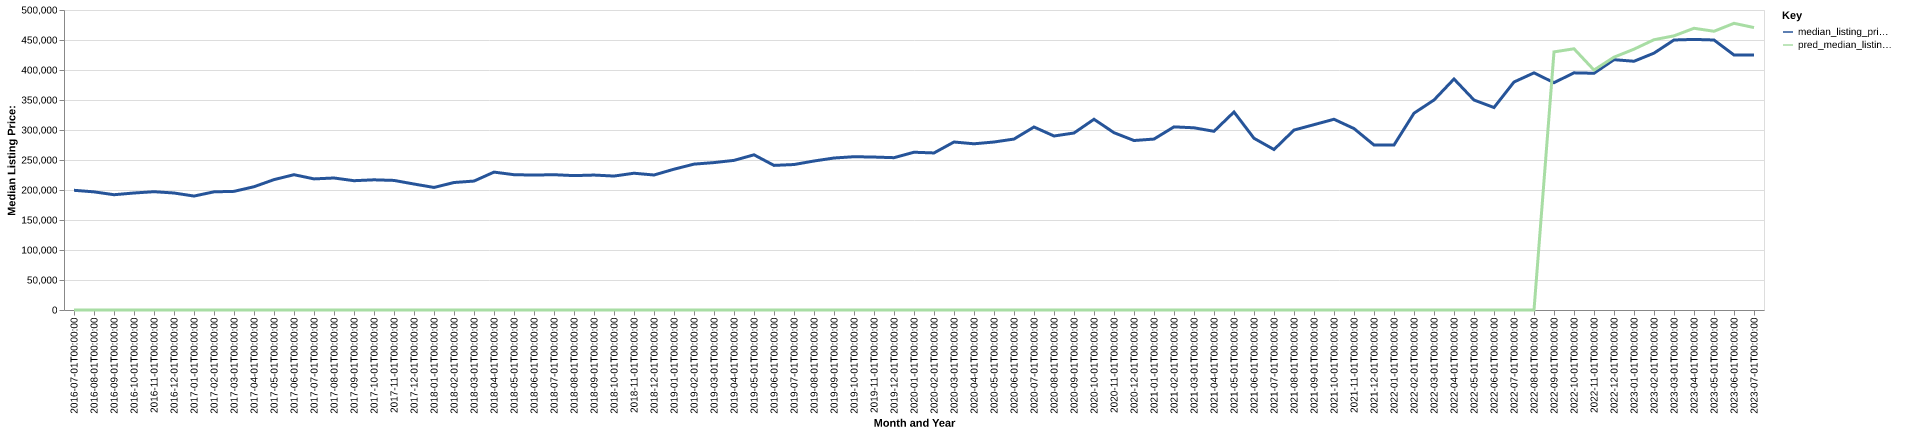 500,000
450,000
400,000
350,000
300,000
250,000
200,000
150,000
100,000
50,000
0
Median Listing Price:
2016-07-01T00:00:00
2016-08-01T00:00:00
2016-09-01T00:00:00
2016-10-01T00:00:00
2016-11-01T00:00:00
2016-12-01T00:00:00
2017-01-01T00:00:00
2017-02-01T00:00:00
2017-03-01T00:00:00
2017-04-01T00:00:00
2017-05-01T00:00:00
2017-06-01T00:00:00
2017-07-01T00:00:00
2017-08-01T00:00:00
2017-09-01T00:00:00
2017-10-01T00:00:00
2017-11-01T00:00:00
2017-12-01T00:00:00
2018-01-01T00:00:00
2018-02-01T00:00:00
2018-03-01T00:00:00
2018-04-01T00:00:00
2018-05-01T00:00:00
2018-06-01T00:00:00
2018-07-01T00:00:00
2018-08-01T00:00:00
2018-09-01T00:00:00
2018-10-01T00:00:00
2018-11-01T00:00:00
2018-12-01T00:00:00
2019-01-01T00:00:00
2019-02-01T00:00:00
2019-03-01T00:00:00
2019-04-01T00:00:00
2019-05-01T00:00:00
2019-06-01T00:00:00
2019-07-01T00:00:00
2019-08-01T00:00:00
2019-09-01T00:00:00
2019-10-01T00:00:00
2019-11-01T00:00:00
2019-12-01T00:00:00
2020-01-01T00:00:00
2020-02-01T00:00:00
2020-03-01T00:00:00
2020-04-01T00:00:00
2020-05-01T00:00:00
2020-06-01T00:00:00
2020-07-01T00:00:00
2020-08-01T00:00:00
2020-09-01T00:00:00
2020-10-01T00:00:00
2020-11-01T00:00:00
2020-12-01T00:00:00
2021-01-01T00:00:00
2021-02-01T00:00:00
2021-03-01T00:00:00
2021-04-01T00:00:00
2021-05-01T00:00:00
2021-06-01T00:00:00
2021-07-01T00:00:00
2021-08-01T00:00:00
2021-09-01T00:00:00
2021-10-01T00:00:00
2021-11-01T00:00:00
2021-12-01T00:00:00
2022-01-01T00:00:00
2022-02-01T00:00:00
2022-03-01T00:00:00
2022-04-01T00:00:00
2022-05-01T00:00:00
2022-06-01T00:00:00
2022-07-01T00:00:00
2022-08-01T00:00:00
2022-09-01T00:00:00
2022-10-01T00:00:00
2022-11-01T00:00:00
2022-12-01T00:00:00
2023-01-01T00:00:00
2023-02-01T00:00:00
2023-03-01T00:00:00
2023-04-01T00:00:00
2023-05-01T00:00:00
2023-06-01T00:00:00
2023-07-01T00:00:00
Month and Year
Key
median_listing_pri…
pred_median_listin…